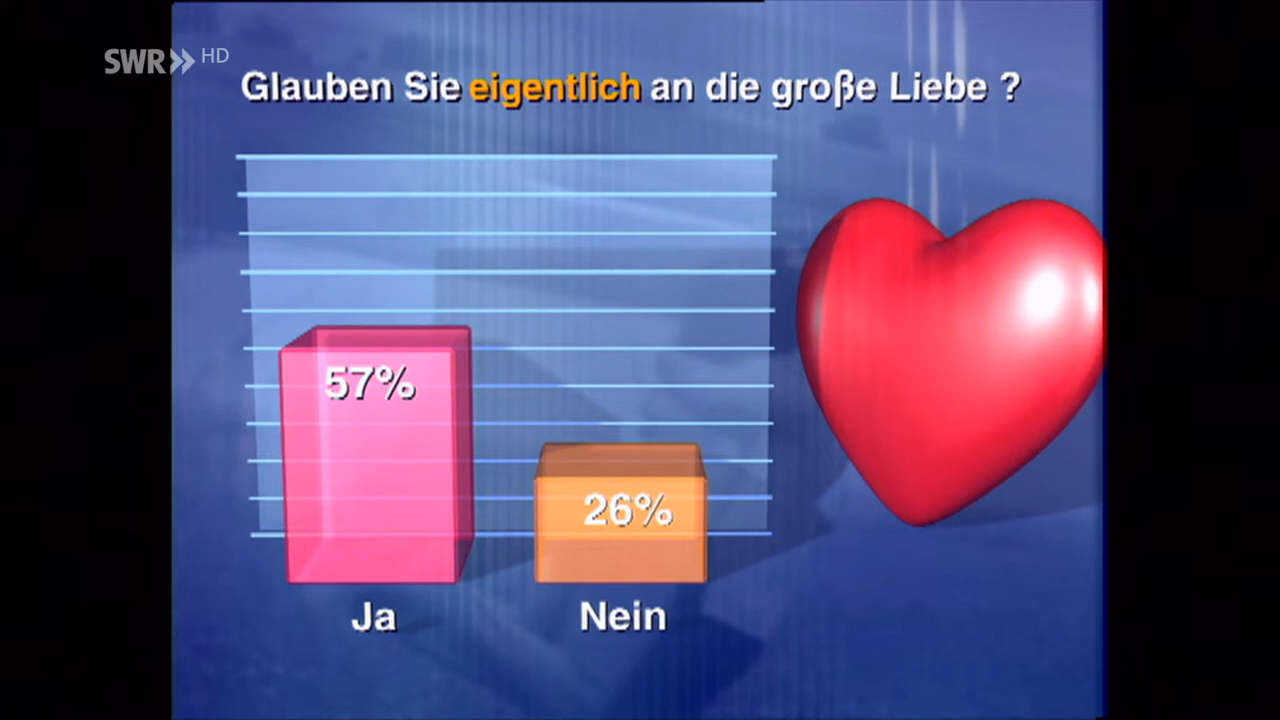 SWR» HD
Glauben Sie eigentlich an die große Liebe ?
57%
26%
Ja
Nein